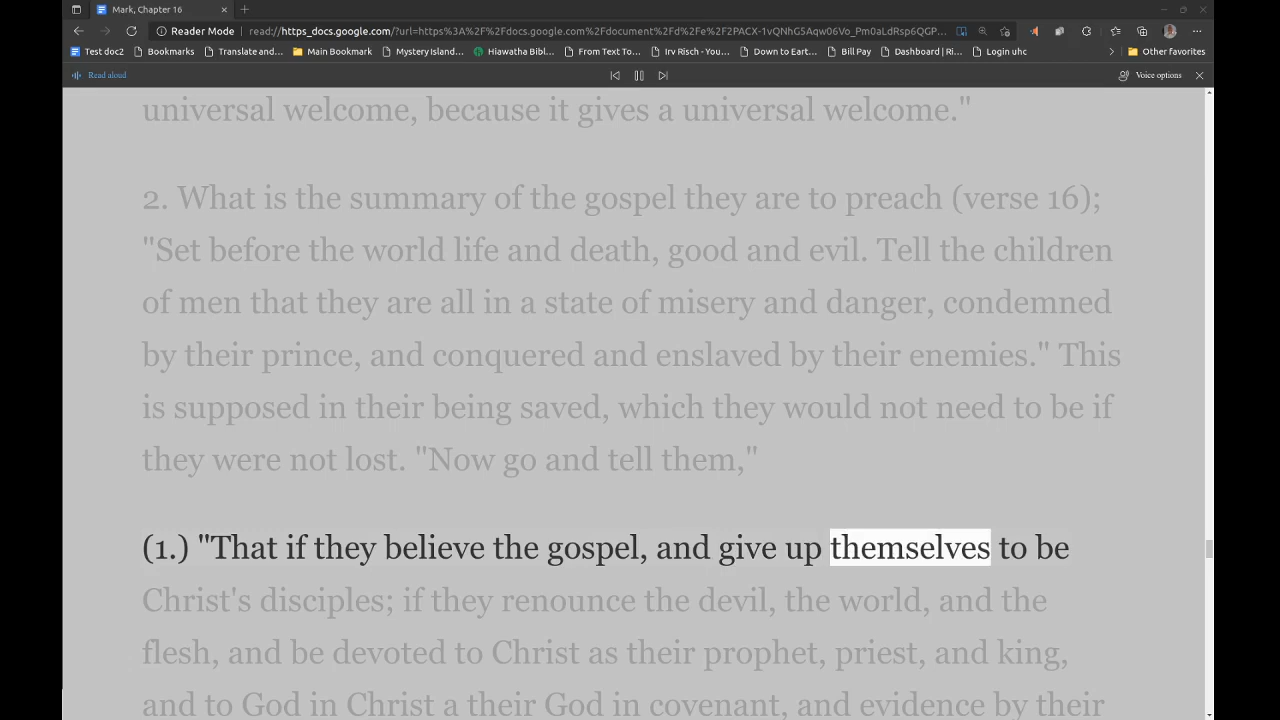 Mark, Chapter 16
Reader Mode
read://https_docs.google.com/?url=https%3A%2F%2Fdocs.google.com%2Fdocument%2Fd%2Fe%2F2PACX-1vQNhG5Aqw06Vo_Pm0aLdRsp6QGP...
Test doc2 Bookmarks Translate and... Main Bookmark Mystery Island... Hiawatha Bibl... From Text To... Irv Risch - You... Down to Eart... Bill Pay Dashboard | Ri... Login uhc Other favorites
Read aloud Voice options
universal welcome, because it gives a universal welcome."
2. What is the summary of the gospel they are to preach (verse 16);
"Set before the world life and death, good and evil. Tell the children
of men that they are all in a state of misery and danger, condemned
by their prince, and conquered and enslaved by their enemies." This
is supposed in their being saved, which they would not need to be if
they were not lost. "Now go and tell them,"
(1.) "That if they believe the gospel, and give up themselves to be
Christ's disciples; if they renounce the devil, the world, and the
flesh, and be devoted to Christ as their prophet, priest, and king,
and to God in Christ a their God in covenant, and evidence by their